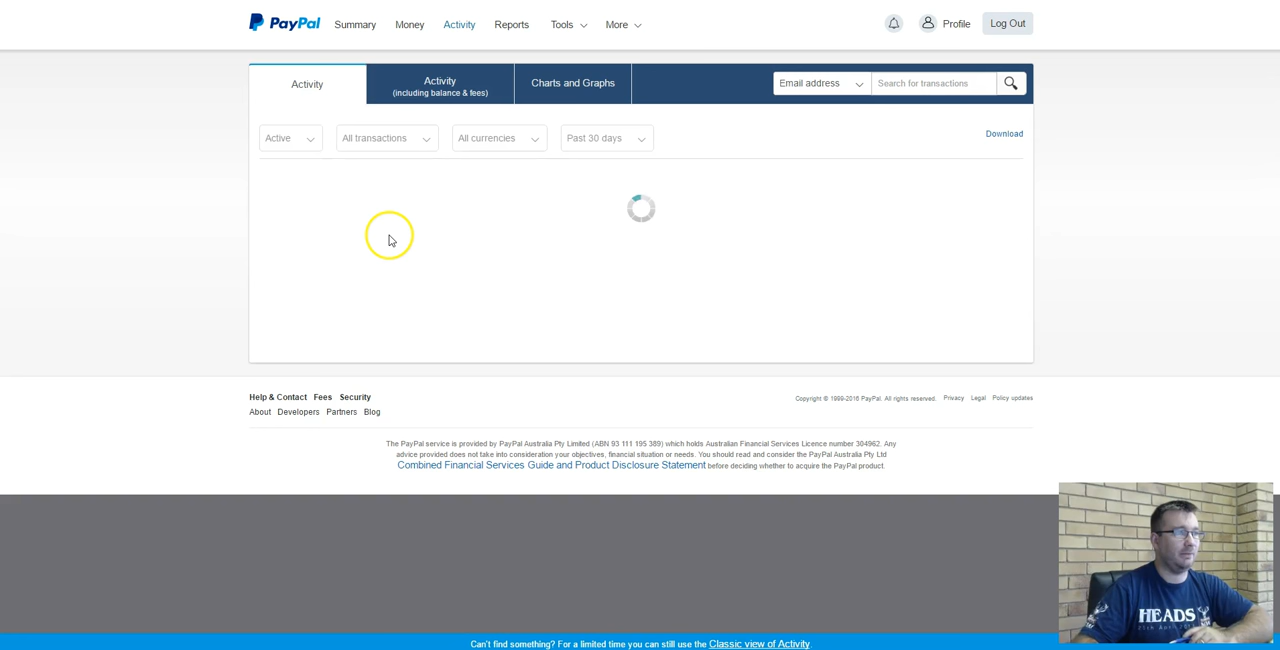 PayPal Summary Money Activity Reports Tools More Profile Log Out
Activity
Activity
(including balance & fees)
Charts and Graphs
Email address Search for transactions
Active All transactions All currencies Past 30 days Download
Help & Contact Fees Security
About Developers Partners Blog
Copyright © 1999-2016 PayPal. All rights reserved. Privacy Legal Policy updates
The PayPal service is provided by PayPal Australia Pty Limited (ABN 93 111 195 389) which holds Australian Financial Services Licence number 304962. Any
advice provided does not take into consideration your objectives, financial situation or needs. You should read and consider the PayPal Australia Pty Ltd
Combined Financial Services Guide and Product Disclosure Statement before deciding whether to acquire the PayPal product.
HEADS
Can't find something? For a limited time you can still use the Classic view of Activity.